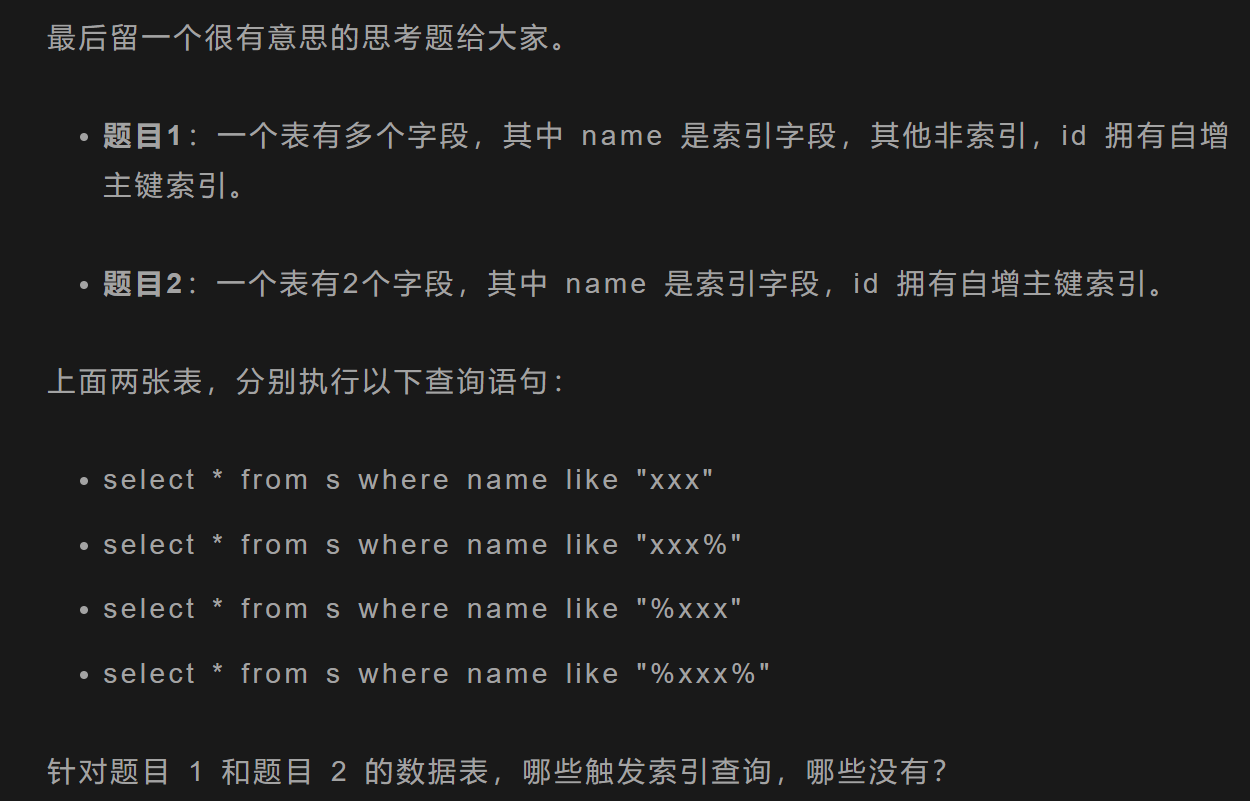 最后留一个很有意思的思考题给大家。
题目1：一个表有多个字段，其中 name 是索引字段，其他非索引，id 拥有自增
主键索引。
题目2：一个表有2个字段，其中 name 是索引字段，id 拥有自增主键索引。
上面两张表，分别执行以下查询语句：
select * from s where name like "xxx"
select * from s where name like "xxx%"
select * from s where name like "%xxx"
select * from s where name like "%xxx%"
针对题目 1 和题目 2 的数据表，哪些触发索引查询，哪些没有？